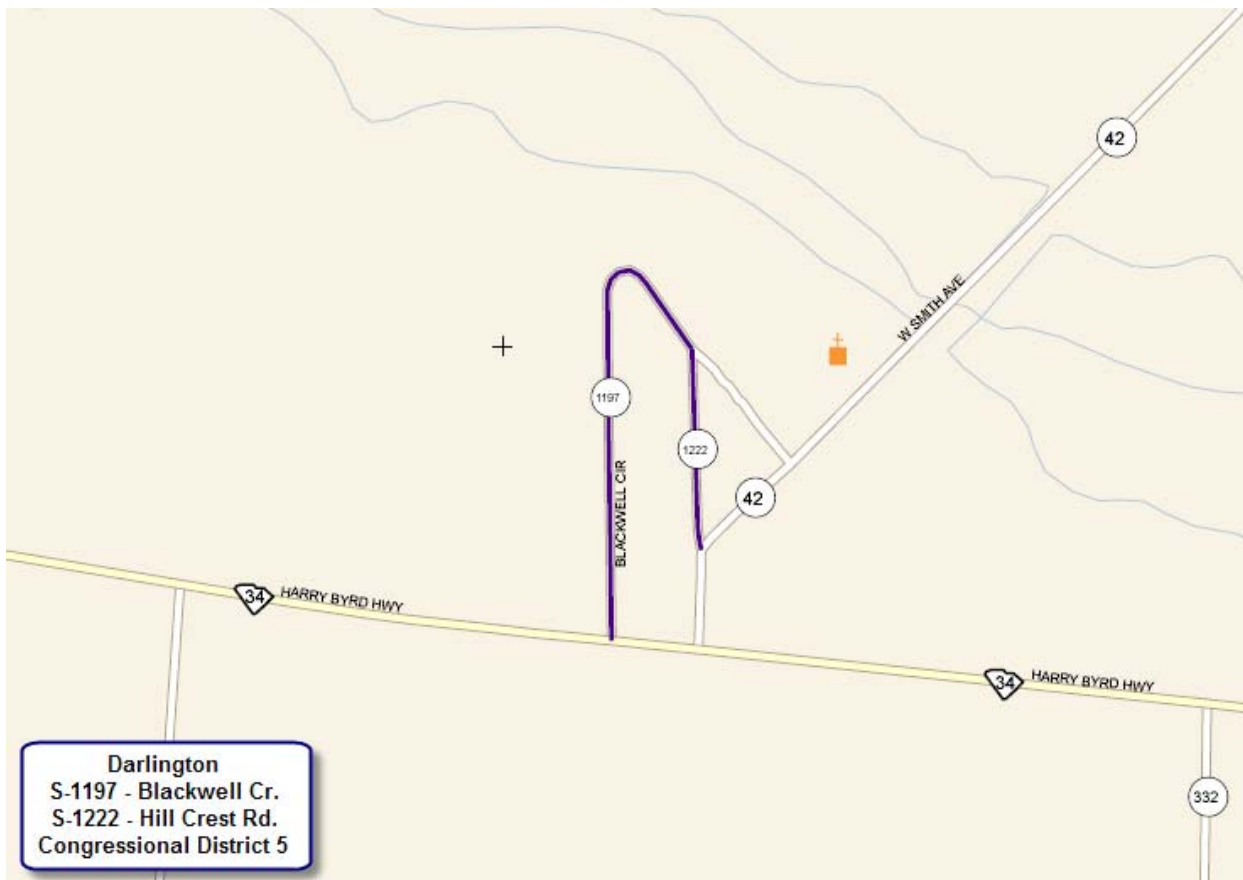 42
W SMITH AVE
1197
1222
BLACKWELL CIR
42
34
HARRY BYRD HWY
34
HARRY BYRD HWY
332
Darlington
S-1197 - Blackwell Cr.
S-1222 - Hill Crest Rd.
Congressional District 5